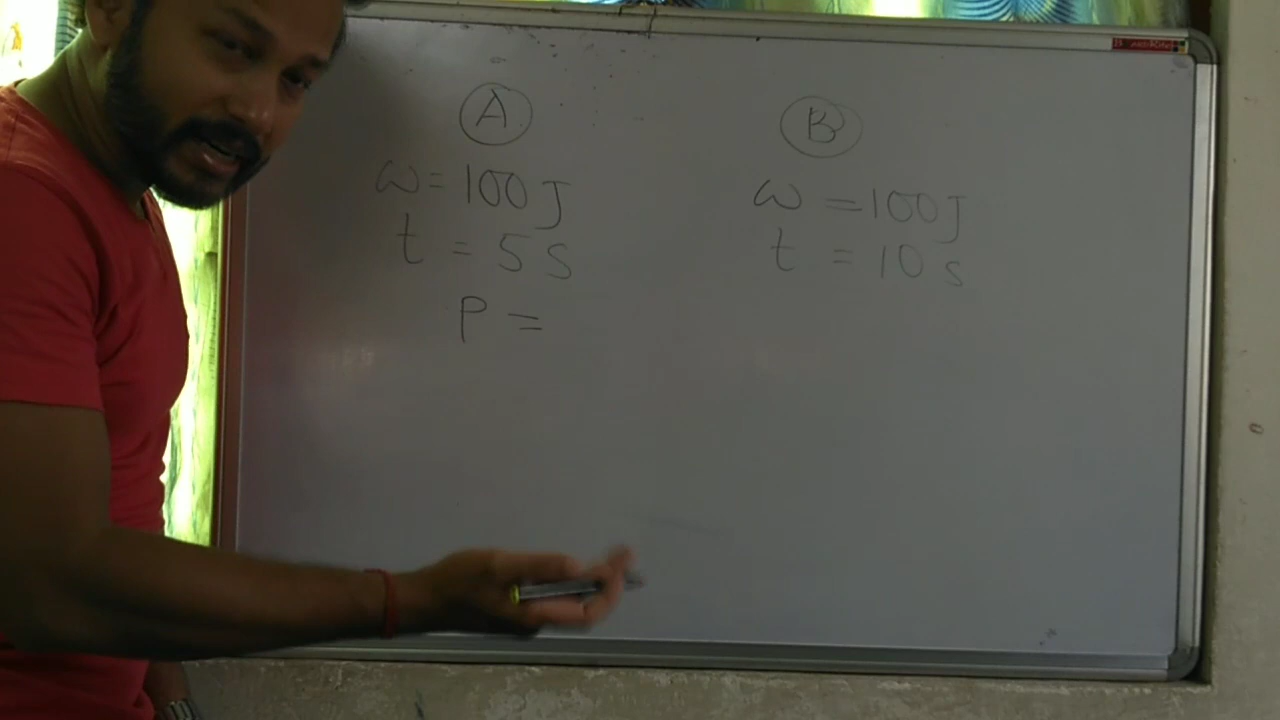 A
W = 100 J
t = 5 s
P =
B
W = 100 J
t = 10 s